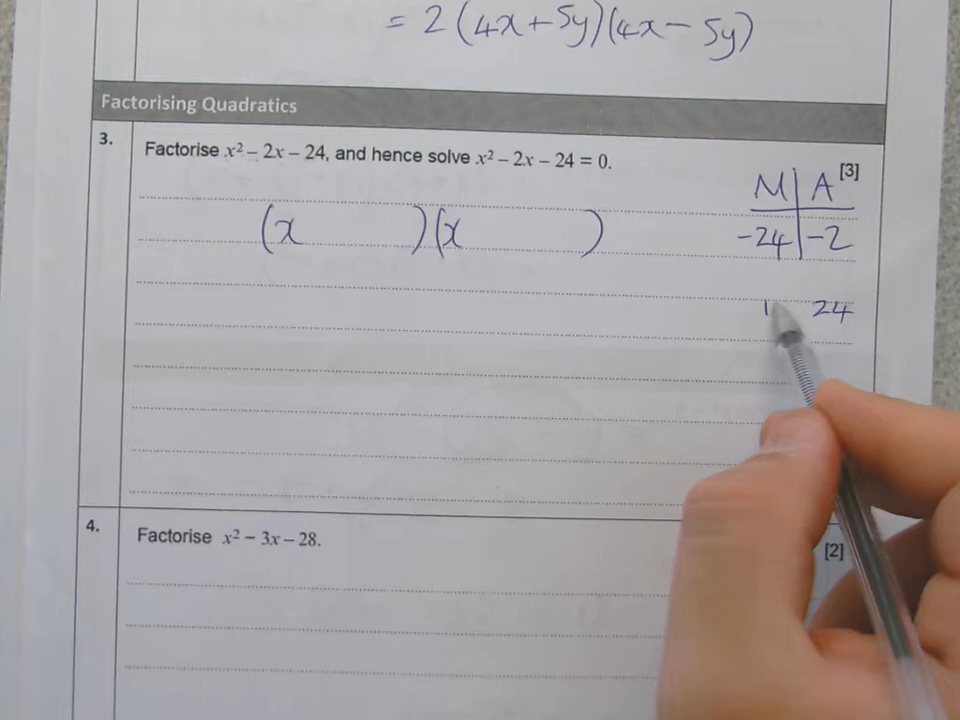 = 2(4x+5y)(4x-5y)
Factorising Quadratics
3. Factorise x² – 2x – 24, and hence solve x² – 2x – 24 = 0.
[3]
M | A
(x )(x )
-24 | -2
1 24
4. Factorise x² – 3x – 28.
[2]